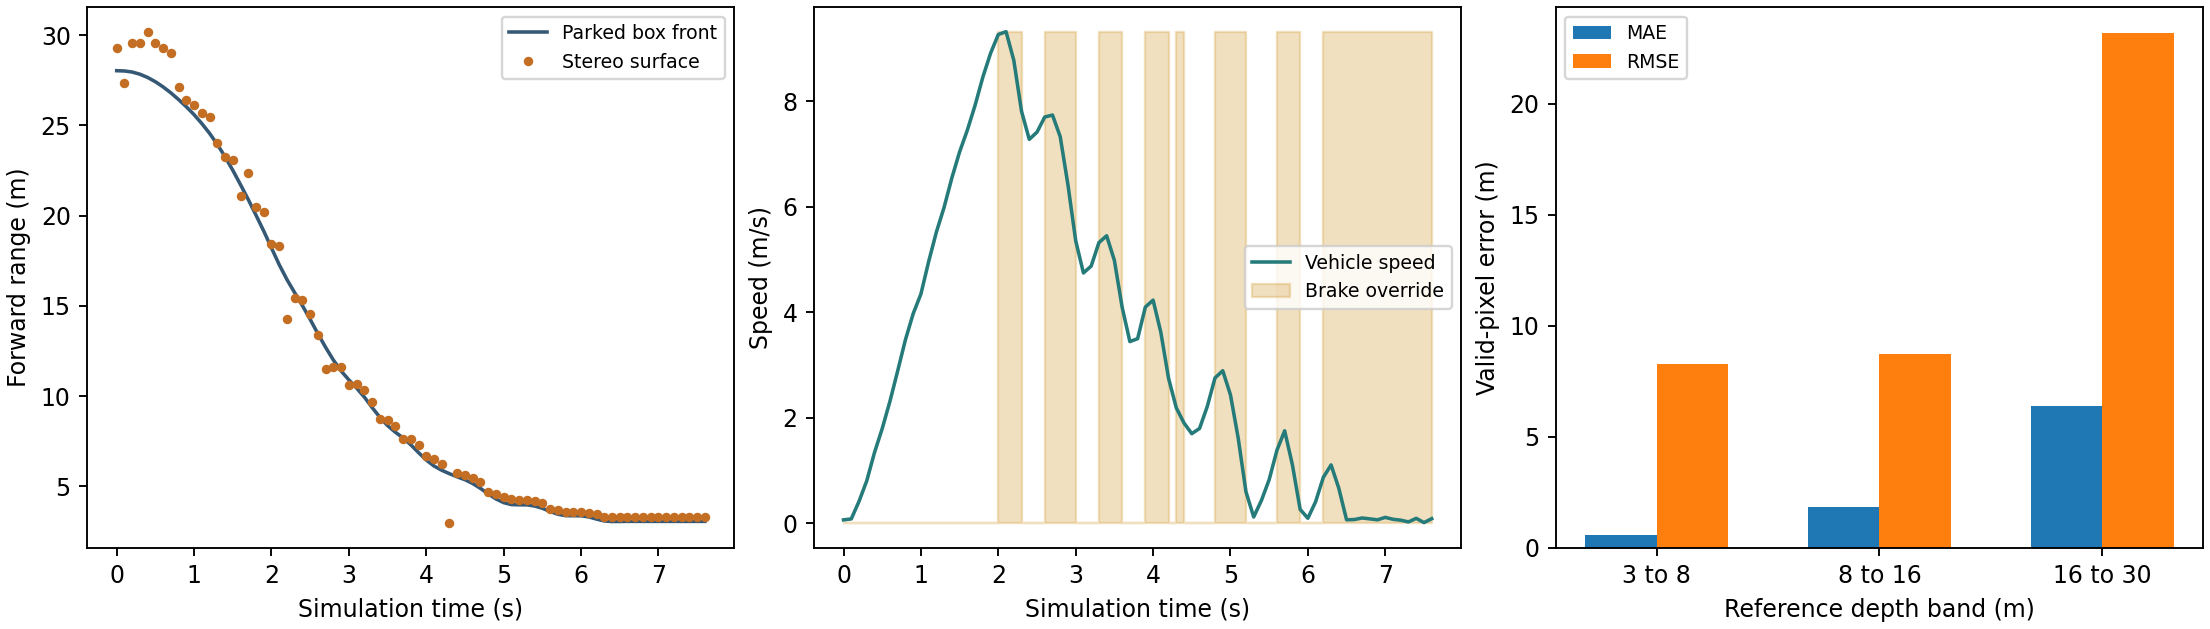 Forward range (m)
30
25
20
15
10
5
Parked box front
Stereo surface
0 1 2 3 4 5 6 7
Simulation time (s)
Speed (m/s)
8
6
4
2
0
Vehicle speed
Brake override
0 1 2 3 4 5 6 7
Simulation time (s)
Valid-pixel error (m)
20
15
10
5
0
MAE
RMSE
3 to 8 8 to 16 16 to 30
Reference depth band (m)